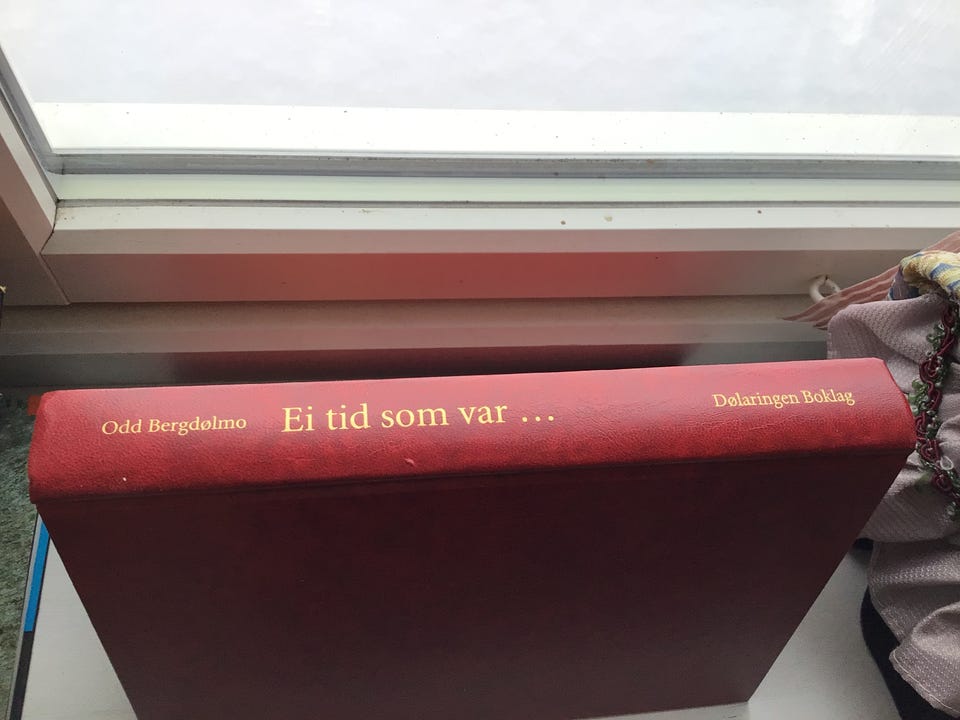 Odd Bergdølmo
Ei tid som var ...
Dølaringen Boklag